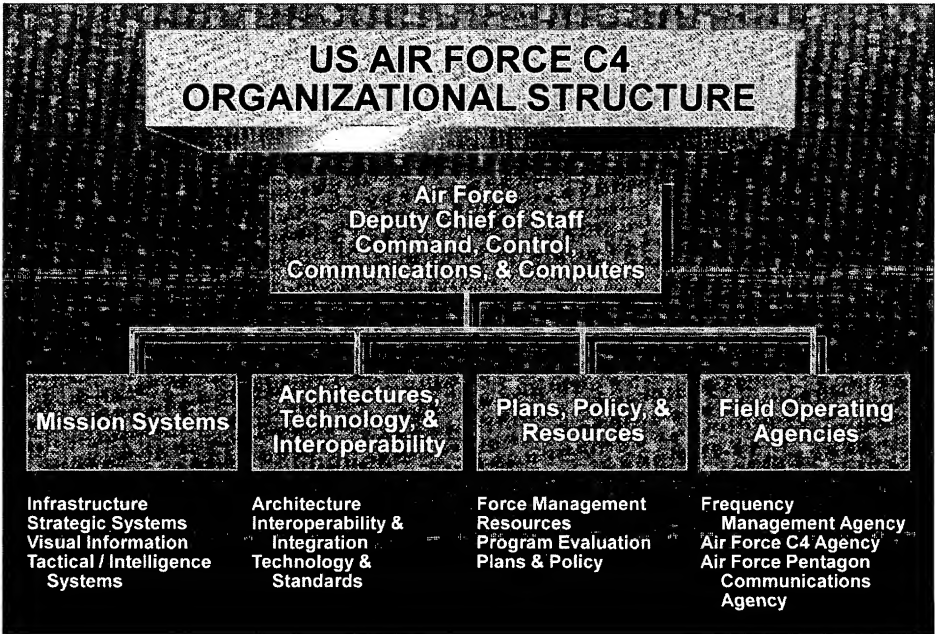 US AIR FORCE C4
ORGANIZATIONAL STRUCTURE
Air Force
Deputy Chief of Staff
Command, Control,
Communications, & Computers
Mission Systems
Architectures,
Technology, &
Interoperability
Plans, Policy, &
Resources
Field Operating
Agencies
Infrastructure
Strategic Systems
Visual Information
Tactical / Intelligence
Systems
Architecture
Interoperability &
Integration
Technology &
Standards
Force Management
Resources
Program Evaluation
Plans & Policy
Frequency
Management Agency
Air Force C4 Agency
Air Force Pentagon
Communications
Agency